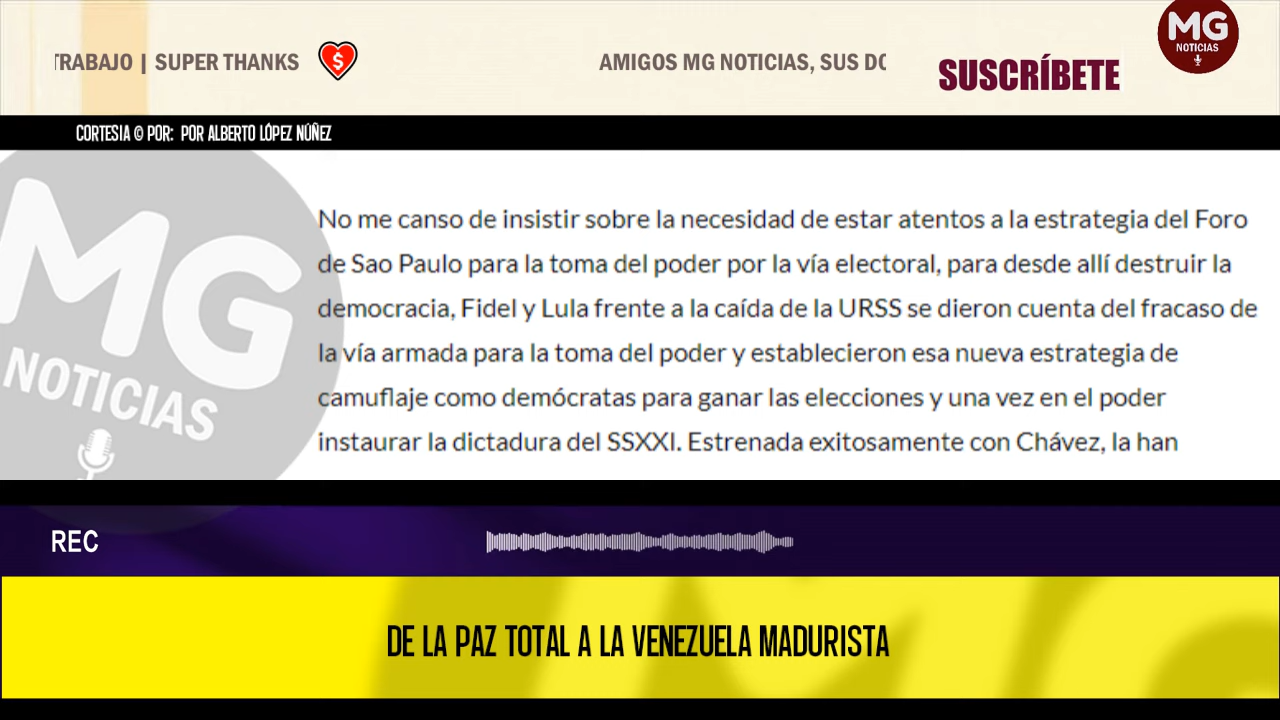 TRABAJO | SUPER THANKS
$
AMIGOS MG NOTICIAS, SUS DO
SUSCRÍBETE
MG
NOTICIAS
CORTESIA © POR: POR ALBERTO LÓPEZ NÚÑEZ
MG
NOTICIAS
No me canso de insistir sobre la necesidad de estar atentos a la estrategia del Foro
de Sao Paulo para la toma del poder por la vía electoral, para desde allí destruir la
democracia, Fidel y Lula frente a la caída de la URSS se dieron cuenta del fracaso de
la vía armada para la toma del poder y establecieron esa nueva estrategia de
camuflaje como demócratas para ganar las elecciones y una vez en el poder
instaurar la dictadura del SSXXI. Estrenada exitosamente con Chávez, la han
REC
DE LA PAZ TOTAL A LA VENEZUELA MADURISTA